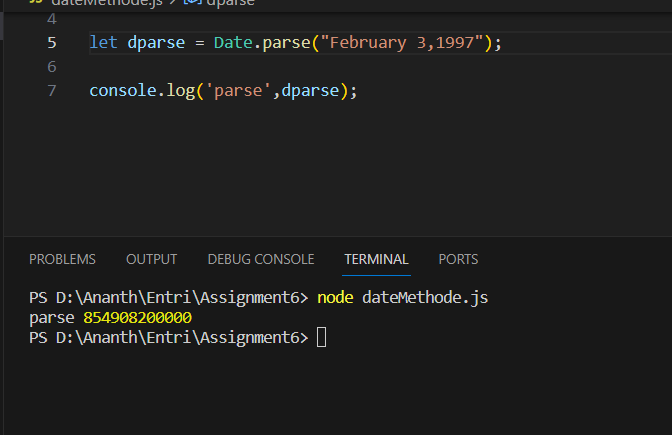 dateMethode.js > dparse
4
5 let dparse = Date.parse("February 3,1997");
6
7 console.log('parse',dparse);
PROBLEMS OUTPUT DEBUG CONSOLE TERMINAL PORTS
PS D:\Ananth\Entri\Assignment6> node dateMethode.js
parse 854908200000
PS D:\Ananth\Entri\Assignment6>